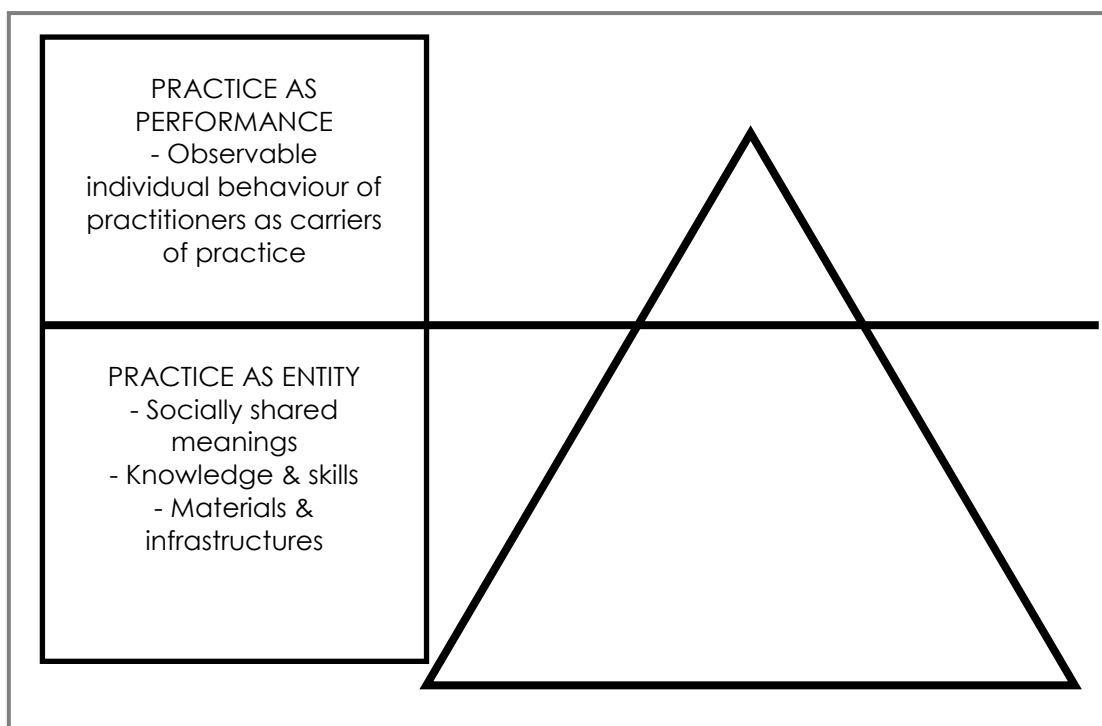 PRACTICE AS
PERFORMANCE
- Observable
individual behaviour of
practitioners as carriers
of practice
PRACTICE AS ENTITY
- Socially shared
meanings
- Knowledge & skills
- Materials &
infrastructures